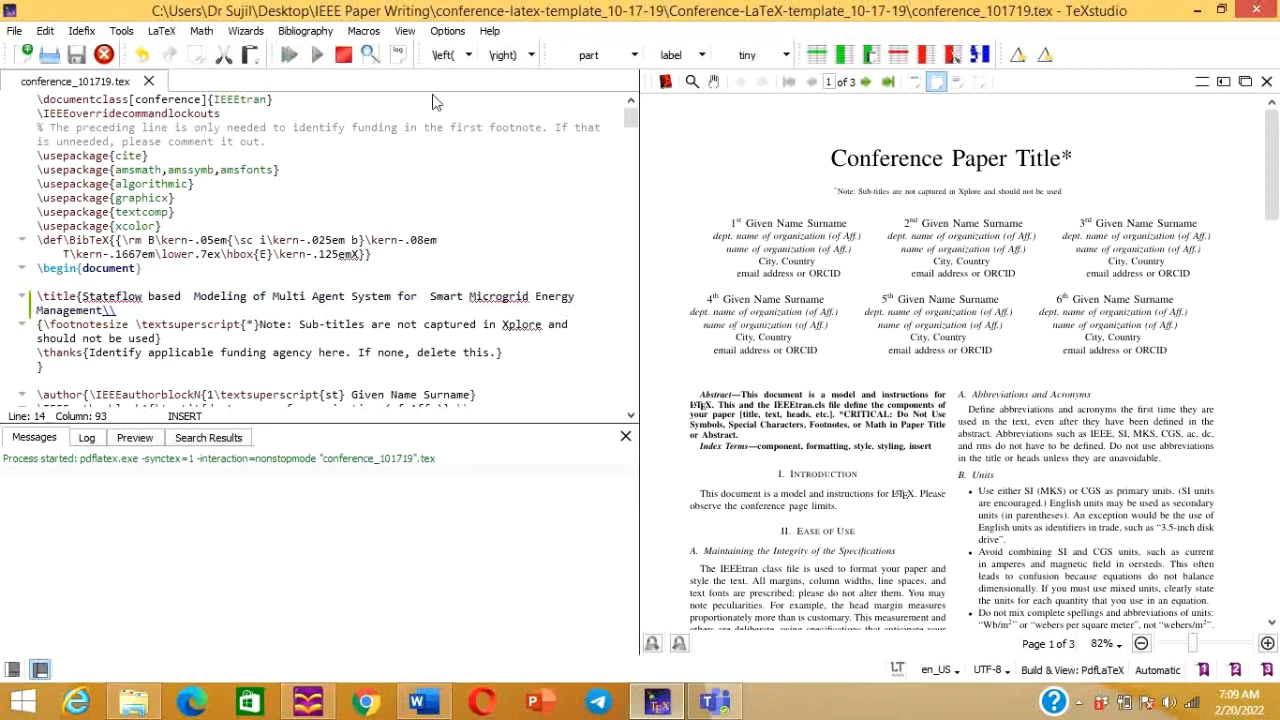 C:\Users\Dr Sujil\Desktop\IEEE Paper Writing\conference-latex-template_10-17-19\Conference-LaTeX-template_10-17-19\conference_101719.tex - TeXstudio
File Edit Idefix Tools LaTeX Math Wizards Bibliography Macros View Options Help
log \left( \right) part label tiny
conference_101719.tex
1 of 3
\documentclass[conference]{IEEEtran}
\IEEEoverridecommandlockouts
% The preceding line is only needed to identify funding in the first footnote. If that
is unneeded, please comment it out.
\usepackage{cite}
\usepackage{amsmath,amssymb,amsfonts}
\usepackage{algorithmic}
\usepackage{graphicx}
\usepackage{textcomp}
\usepackage{xcolor}
\def\BibTeX{{\rm B\kern-.05em{\sc i\kern-.025em b}\kern-.08em
T\kern-.1667em\lower.7ex\hbox{E}\kern-.125emX}}
\begin{document}
\title{Stateflow based  Modeling of Multi Agent System for  Smart Microgrid Energy
Management\\
{\footnotesize \textsuperscript{*}Note: Sub-titles are not captured in Xplore and
should not be used}
\thanks{Identify applicable funding agency here. If none, delete this.}
}
\author{\IEEEauthorblockN{1\textsuperscript{st} Given Name Surname}
Line: 14 Column: 93 INSERT
Messages Log Preview Search Results
Process started: pdflatex.exe -synctex=1 -interaction=nonstopmode "conference_101719".tex
Conference Paper Title*
*Note: Sub-titles are not captured in Xplore and should not be used
1st Given Name Surname
dept. name of organization (of Aff.)
name of organization (of Aff.)
City, Country
email address or ORCID
2nd Given Name Surname
dept. name of organization (of Aff.)
name of organization (of Aff.)
City, Country
email address or ORCID
3rd Given Name Surname
dept. name of organization (of Aff.)
name of organization (of Aff.)
City, Country
email address or ORCID
4th Given Name Surname
dept. name of organization (of Aff.)
name of organization (of Aff.)
City, Country
email address or ORCID
5th Given Name Surname
dept. name of organization (of Aff.)
name of organization (of Aff.)
City, Country
email address or ORCID
6th Given Name Surname
dept. name of organization (of Aff.)
name of organization (of Aff.)
City, Country
email address or ORCID
Abstract—This document is a model and instructions for
LATEX. This and the IEEEtran.cls file define the components of
your paper [title, text, heads, etc.]. *CRITICAL: Do Not Use
Symbols, Special Characters, Footnotes, or Math in Paper Title
or Abstract.
Index Terms—component, formatting, style, styling, insert
I. INTRODUCTION
This document is a model and instructions for LATEX. Please
observe the conference page limits.
II. EASE OF USE
A. Maintaining the Integrity of the Specifications
The IEEEtran class file is used to format your paper and
style the text. All margins, column widths, line spaces, and
text fonts are prescribed; please do not alter them. You may
note peculiarities. For example, the head margin measures
proportionately more than is customary. This measurement and
others are deliberate, using specifications that anticipate your
A. Abbreviations and Acronyms
Define abbreviations and acronyms the first time they are
used in the text, even after they have been defined in the
abstract. Abbreviations such as IEEE, SI, MKS, CGS, ac, dc,
and rms do not have to be defined. Do not use abbreviations
in the title or heads unless they are unavoidable.
B. Units
• Use either SI (MKS) or CGS as primary units. (SI units
are encouraged.) English units may be used as secondary
units (in parentheses). An exception would be the use of
English units as identifiers in trade, such as “3.5-inch disk
drive”.
• Avoid combining SI and CGS units, such as current
in amperes and magnetic field in oersteds. This often
leads to confusion because equations do not balance
dimensionally. If you must use mixed units, clearly state
the units for each quantity that you use in an equation.
• Do not mix complete spellings and abbreviations of units:
“Wb/m2” or “webers per square meter”, not “webers/m2”.
Page 1 of 3 82%
LT en_US UTF-8 Build & View: PdfLaTeX Automatic 1 2 3
7:09 AM
2/20/2022